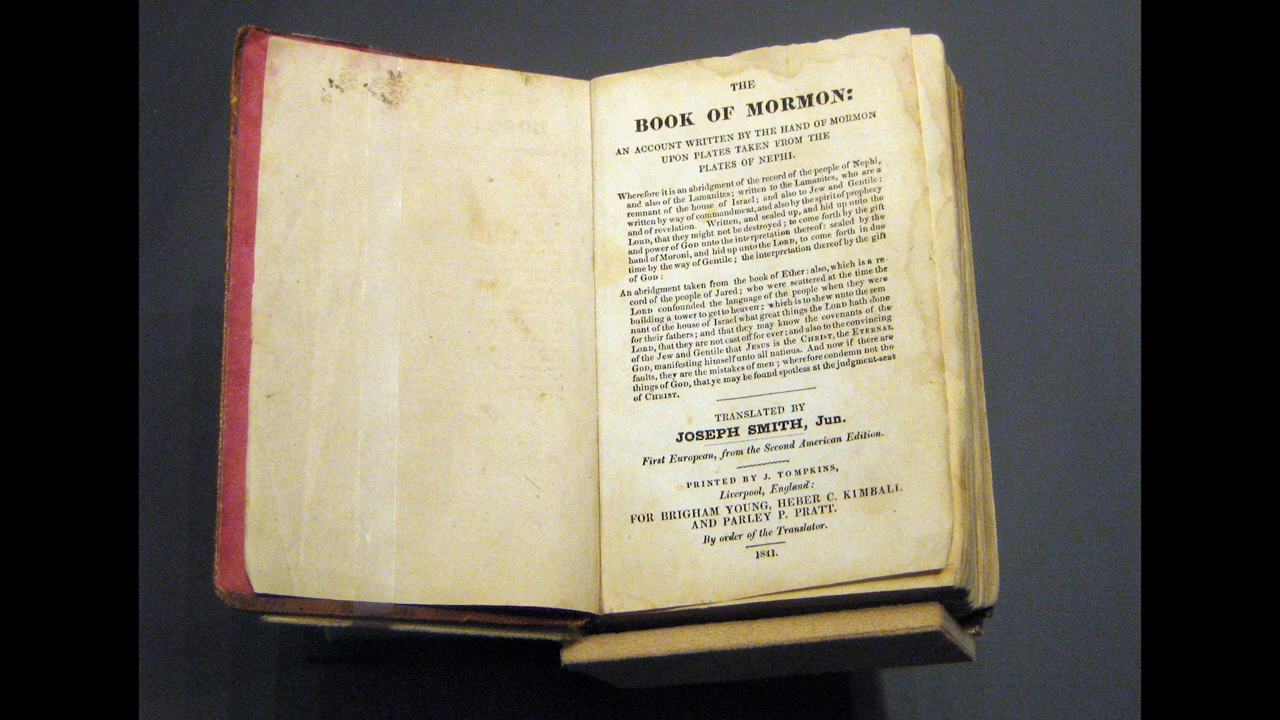 THE
BOOK OF MORMON:
AN ACCOUNT WRITTEN BY THE HAND OF MORMON
UPON PLATES TAKEN FROM THE
PLATES OF NEPHI.
Wherefore it is an abridgment of the record of the people of Nephi,
and also of the Lamanites; written to the Lamanites, who are a
remnant of the house of Israel; and also to Jew and Gentile:
written by way of commandment, and also by the spirit of prophecy
and of revelation. Written, and sealed up, and hid up unto the
LORD, that they might not be destroyed; to come forth by the gift
and power of GOD unto the interpretation thereof: sealed by the
hand of Moroni, and hid up unto the LORD, to come forth in due
time by the way of Gentile; the interpretation thereof by the gift
of GOD:
An abridgment taken from the book of Ether: also, which is a re-
cord of the people of Jared; who were scattered at the time the
LORD confounded the language of the people when they were
building a tower to get to heaven; which is to shew unto the rem
nant of the house of Israel what great things the LORD hath done
for their fathers; and that they may know the covenants of the
LORD, that they are not cast off for ever; and also to the convincing
of the Jew and Gentile that JESUS is the CHRIST, the ETERNAL
GOD, manifesting himself unto all nations. And now if there are
faults, they are the mistakes of men; wherefore condemn not the
things of GOD, that ye may be found spotless at the judgment-seat
of CHRIST.
TRANSLATED BY
JOSEPH SMITH, Jun.
First European, from the Second American Edition.
PRINTED BY J. TOMPKINS,
Liverpool, England:
FOR BRIGHAM YOUNG, HEBER C. KIMBALL
AND PARLEY P. PRATT.
By order of the Translator.
1841.